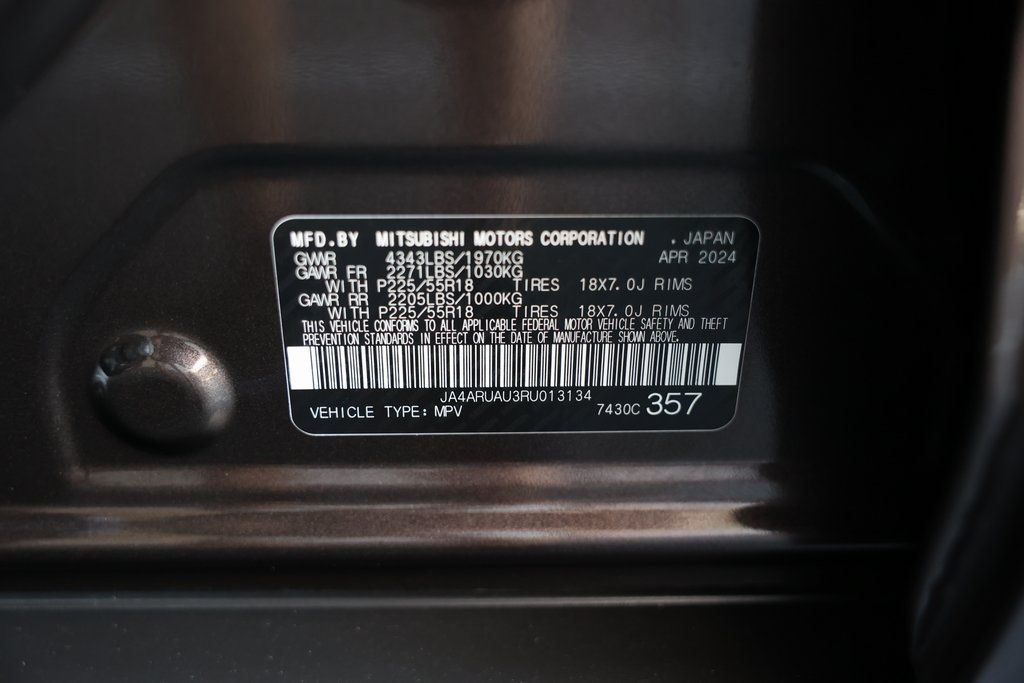 MFD.BY MITSUBISHI MOTORS CORPORATION . JAPAN
GVWR 4343LBS/1970KG APR 2024
GAWR FR 2271LBS/1030KG
WITH P225/55R18 TIRES 18X7.0J RIMS
GAWR RR 2205LBS/1000KG
WITH P225/55R18 TIRES 18X7.0J RIMS
THIS VEHICLE CONFORMS TO ALL APPLICABLE FEDERAL MOTOR VEHICLE SAFETY AND THEFT
PREVENTION STANDARDS IN EFFECT ON THE DATE OF MANUFACTURE SHOWN ABOVE.
JA4ARUAU3RU013134
VEHICLE TYPE: MPV 7430C 357